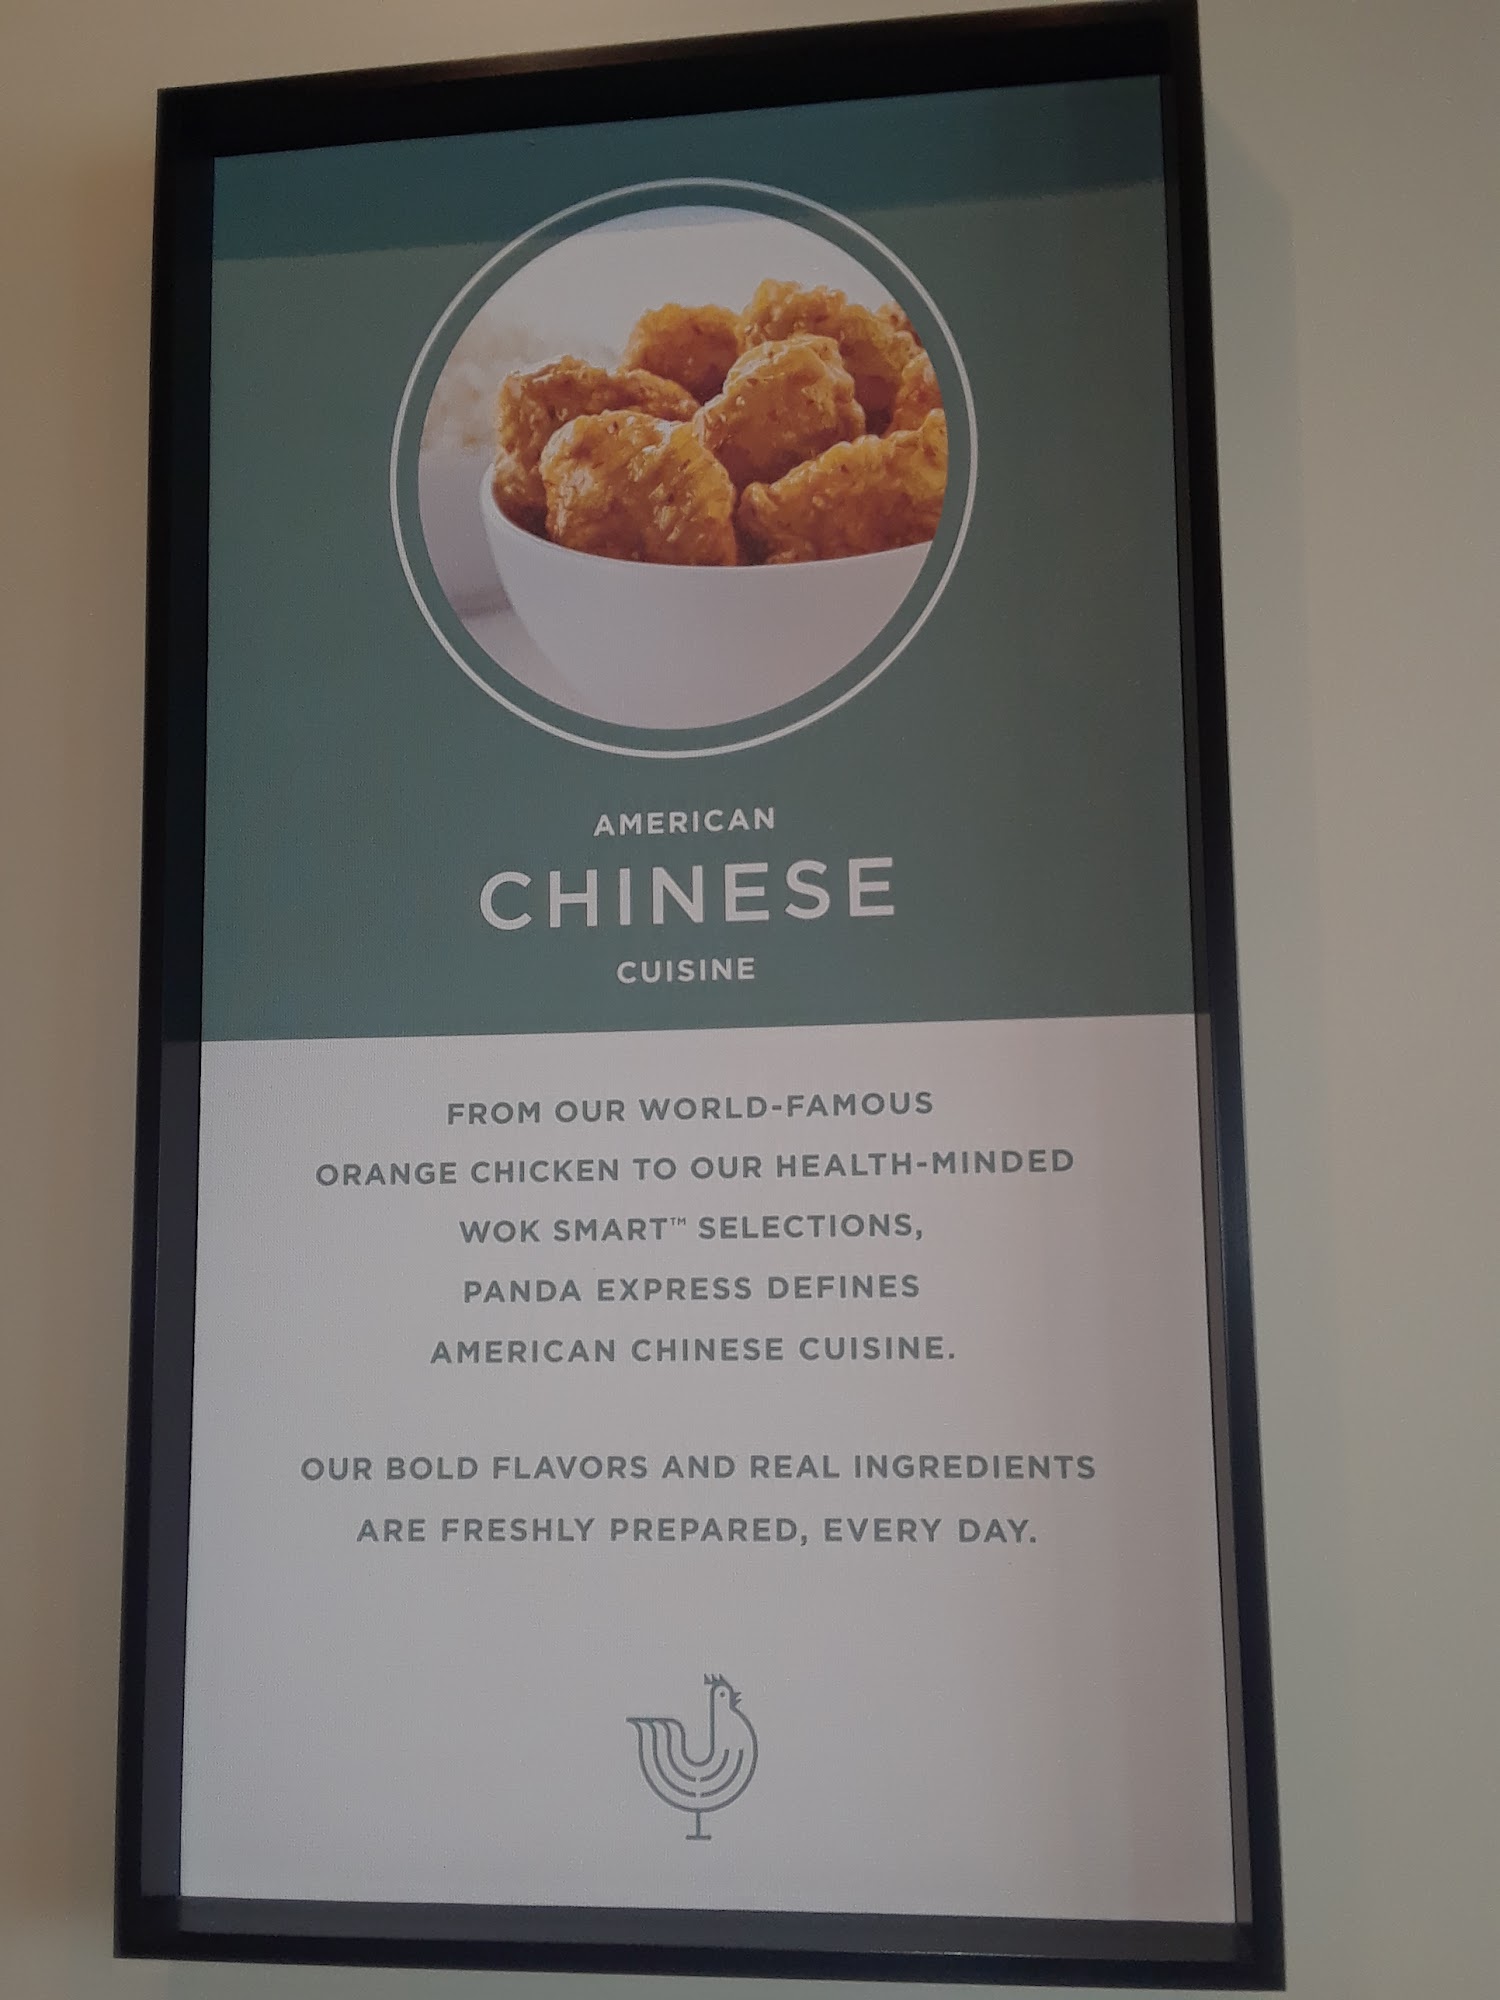 AMERICAN
CHINESE
CUISINE
FROM OUR WORLD-FAMOUS
ORANGE CHICKEN TO OUR HEALTH-MINDED
WOK SMART™ SELECTIONS,
PANDA EXPRESS DEFINES
AMERICAN CHINESE CUISINE.
OUR BOLD FLAVORS AND REAL INGREDIENTS
ARE FRESHLY PREPARED, EVERY DAY.